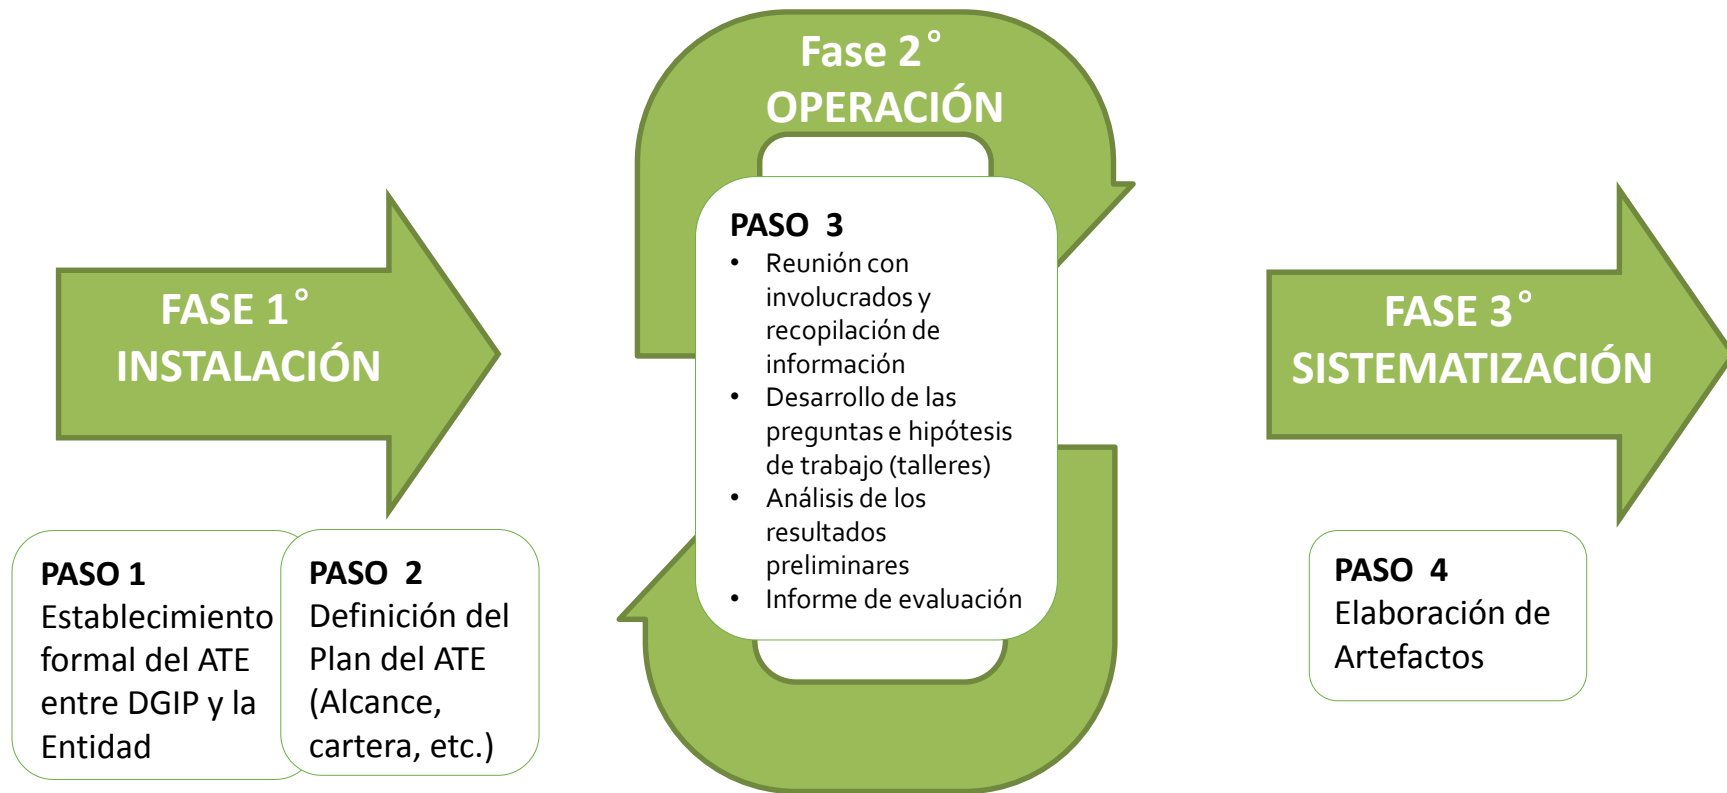 FASE 1°
INSTALACIÓN
PASO 1
Establecimiento
formal del ATE
entre DGIP y la
Entidad
PASO 2
Definición del
Plan del ATE
(Alcance,
cartera, etc.)
Fase 2°
OPERACIÓN
PASO 3
• Reunión con
involucrados y
recopilación de
información
• Desarrollo de las
preguntas e hipótesis
de trabajo (talleres)
• Análisis de los
resultados
preliminares
• Informe de evaluación
FASE 3°
SISTEMATIZACIÓN
PASO 4
Elaboración de
Artefactos